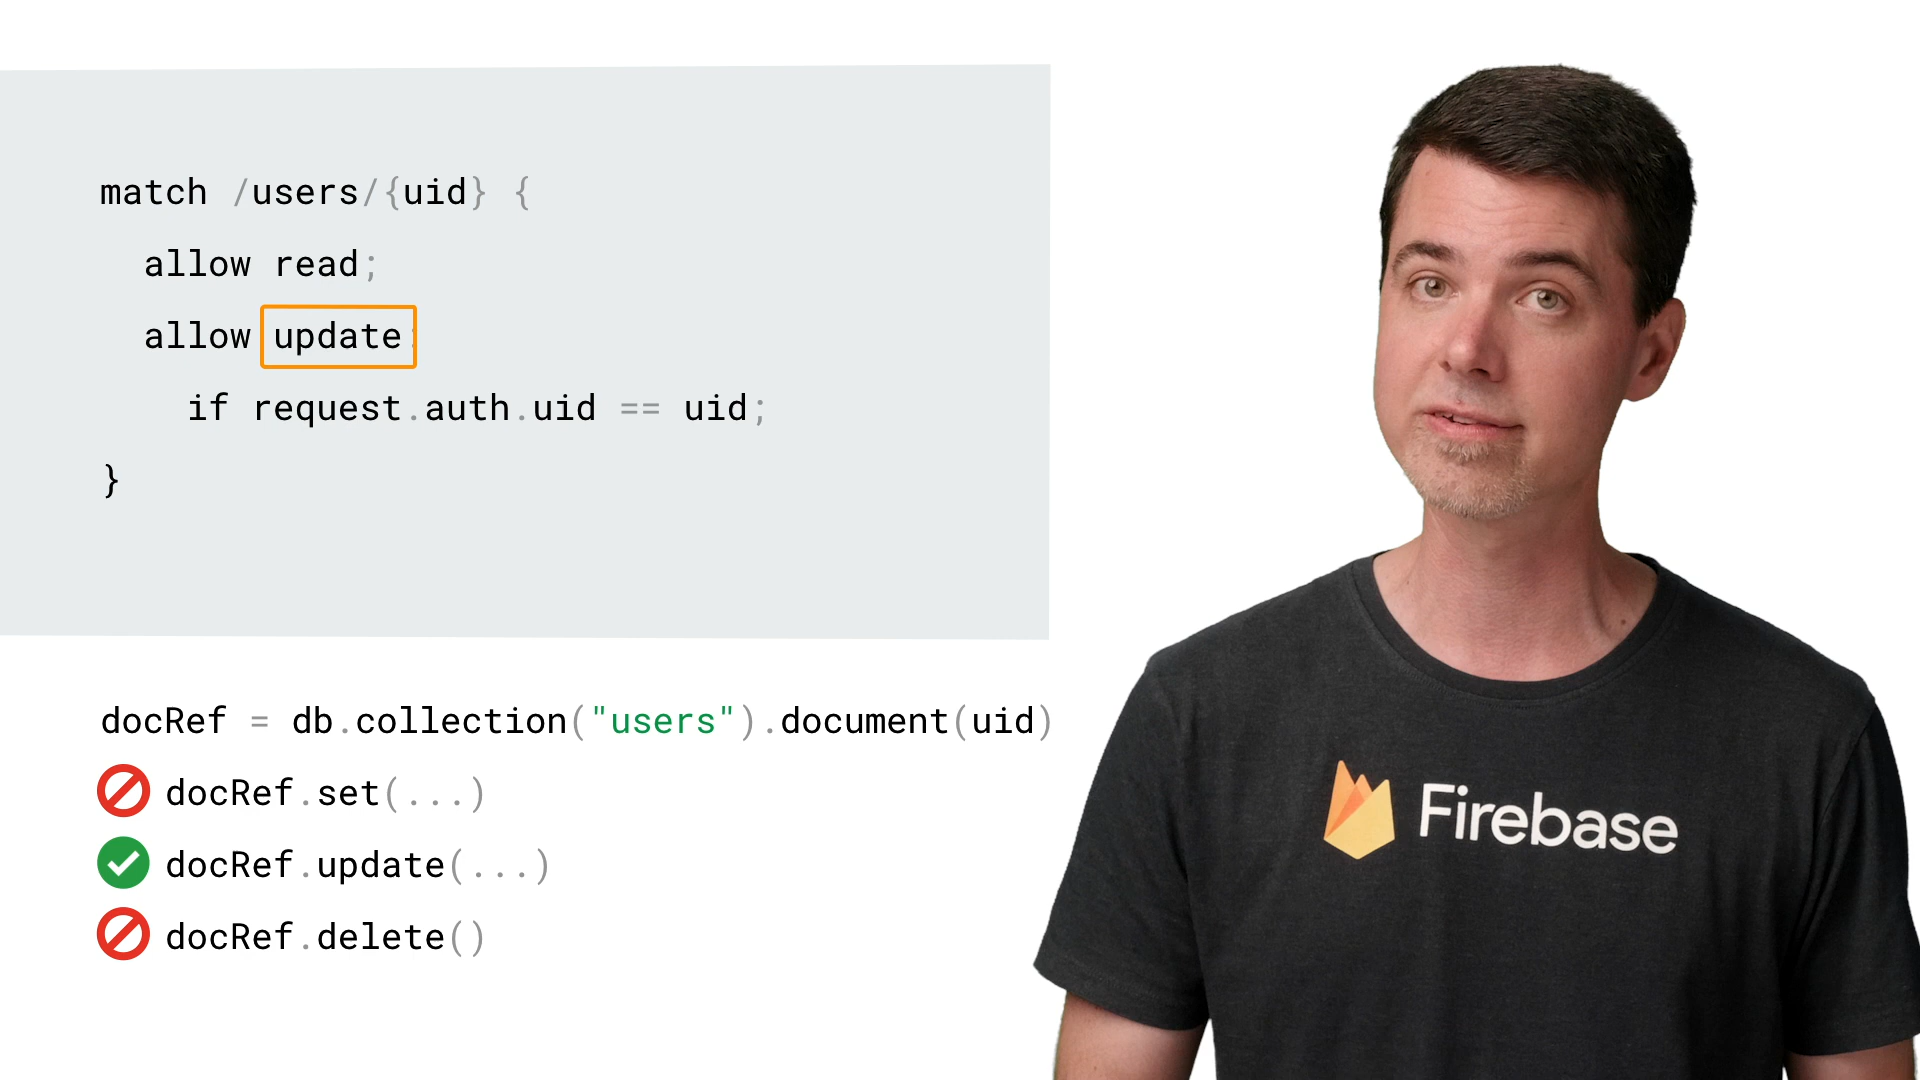 match /users/{uid} {
allow read;
allow update:
if request.auth.uid == uid;
}
docRef = db.collection("users").document(uid)
docRef.set(...)
docRef.update(...)
docRef.delete()
Firebase